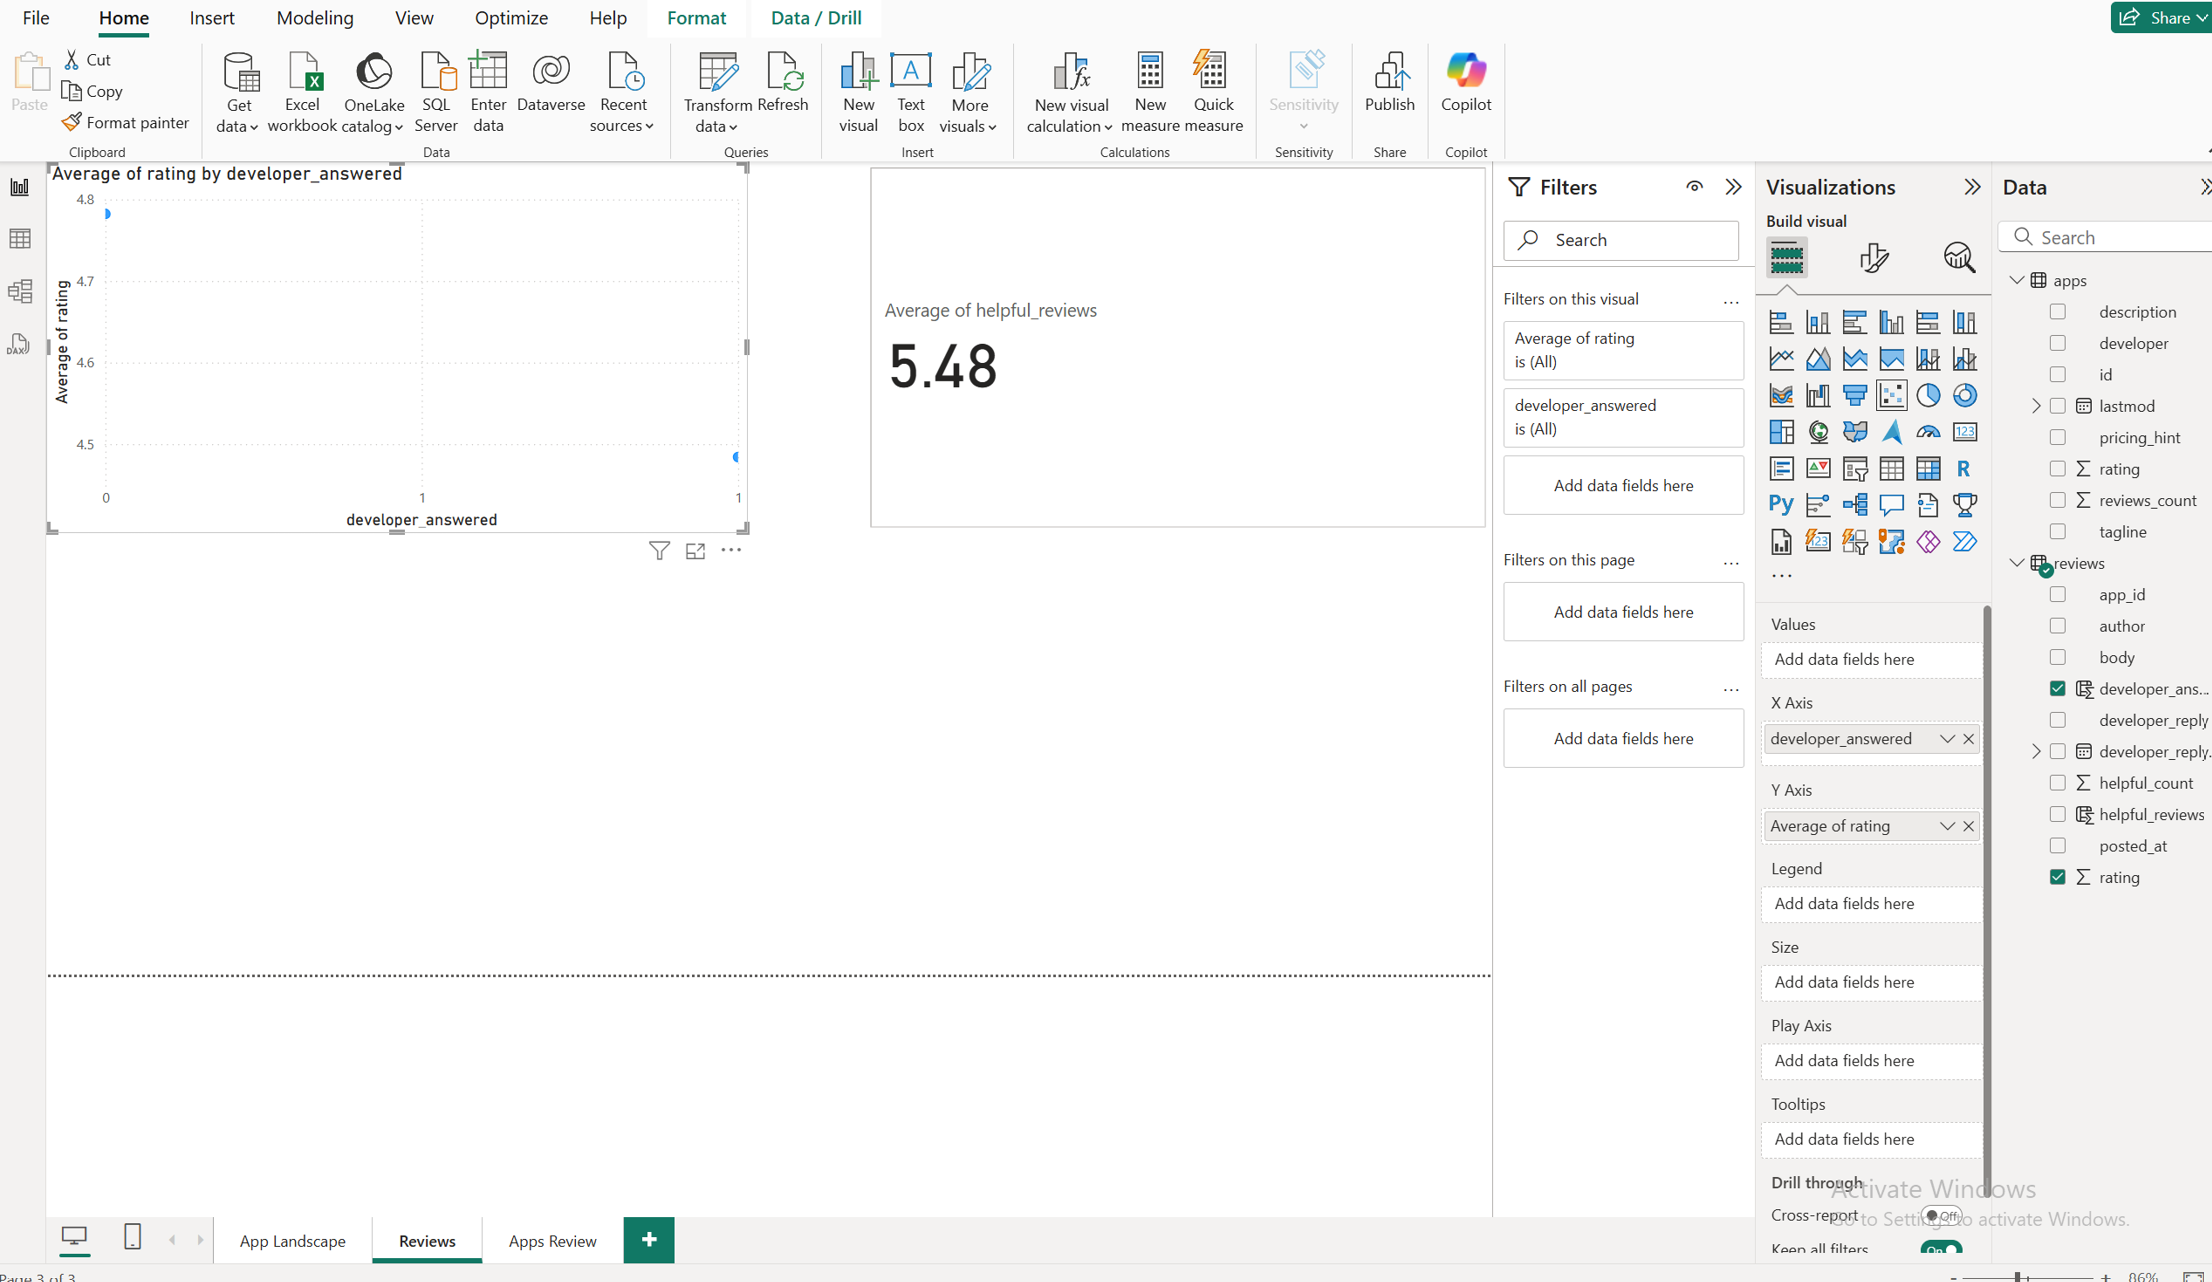 File Home Insert Modeling View Optimize Help Format Data / Drill Share
Paste Cut
Copy
Format painter
Clipboard
Get data
Excel workbook
OneLake catalog
SQL Server
Enter data
Dataverse
Recent sources
Data
Transform data
Refresh
Queries
New visual
Text box
More visuals
Insert
New visual calculation
New measure
Quick measure
Calculations
Sensitivity
Sensitivity
Publish
Share
Copilot
Copilot
Average of rating by developer_answered
4.8
4.7
4.6
4.5
Average of rating
0 1 1
developer_answered
Average of helpful_reviews
5.48
Filters
Search
Filters on this visual ...
Average of rating
is (All)
developer_answered
is (All)
Add data fields here
Filters on this page ...
Add data fields here
Filters on all pages ...
Add data fields here
Visualizations
Build visual
123
R
Py
123
...
Values
Add data fields here
X Axis
developer_answered
Y Axis
Average of rating
Legend
Add data fields here
Size
Add data fields here
Play Axis
Add data fields here
Tooltips
Add data fields here
Drill through
Cross-report Off
Keep all filters On
Data
Search
apps
description
developer
id
lastmod
pricing_hint
rating
reviews_count
tagline
reviews
app_id
author
body
developer_ans...
developer_reply
developer_reply.
helpful_count
helpful_reviews
posted_at
rating
Activate Windows
Go to Settings to activate Windows.
DAX
App Landscape Reviews Apps Review +
Page 3 of 3
- + 86%